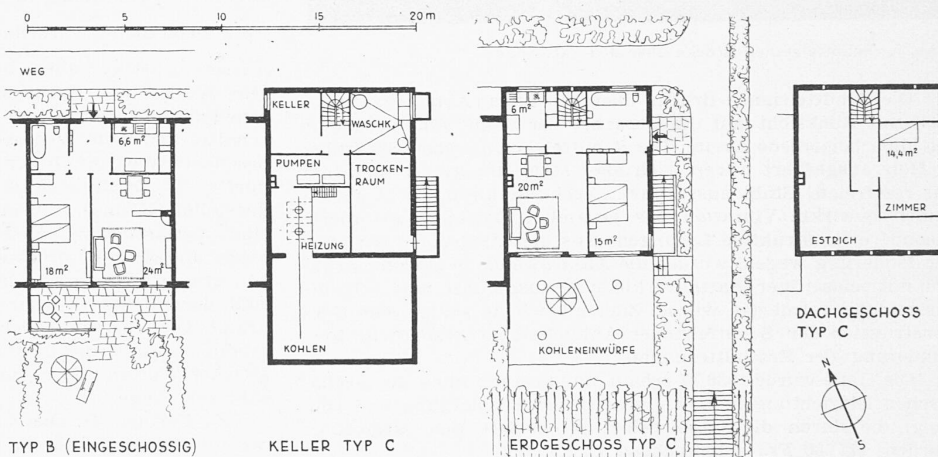 0 5 10 15 20 m
WEG
6,6 m²
18 m²
24 m²
TYP B (EINGESCHOSSIG)
KELLER
WASCHK.
PUMPEN
TROCKEN-
RAUM
HEIZUNG
KOHLEN
KELLER TYP C
6 m²
20 m²
15 m²
KOHLENEINWÜRFE
ERDGESCHOSS TYP C
14,4 m²
ZIMMER
ESTRICH
DACHGESCHOSS
TYP C
S